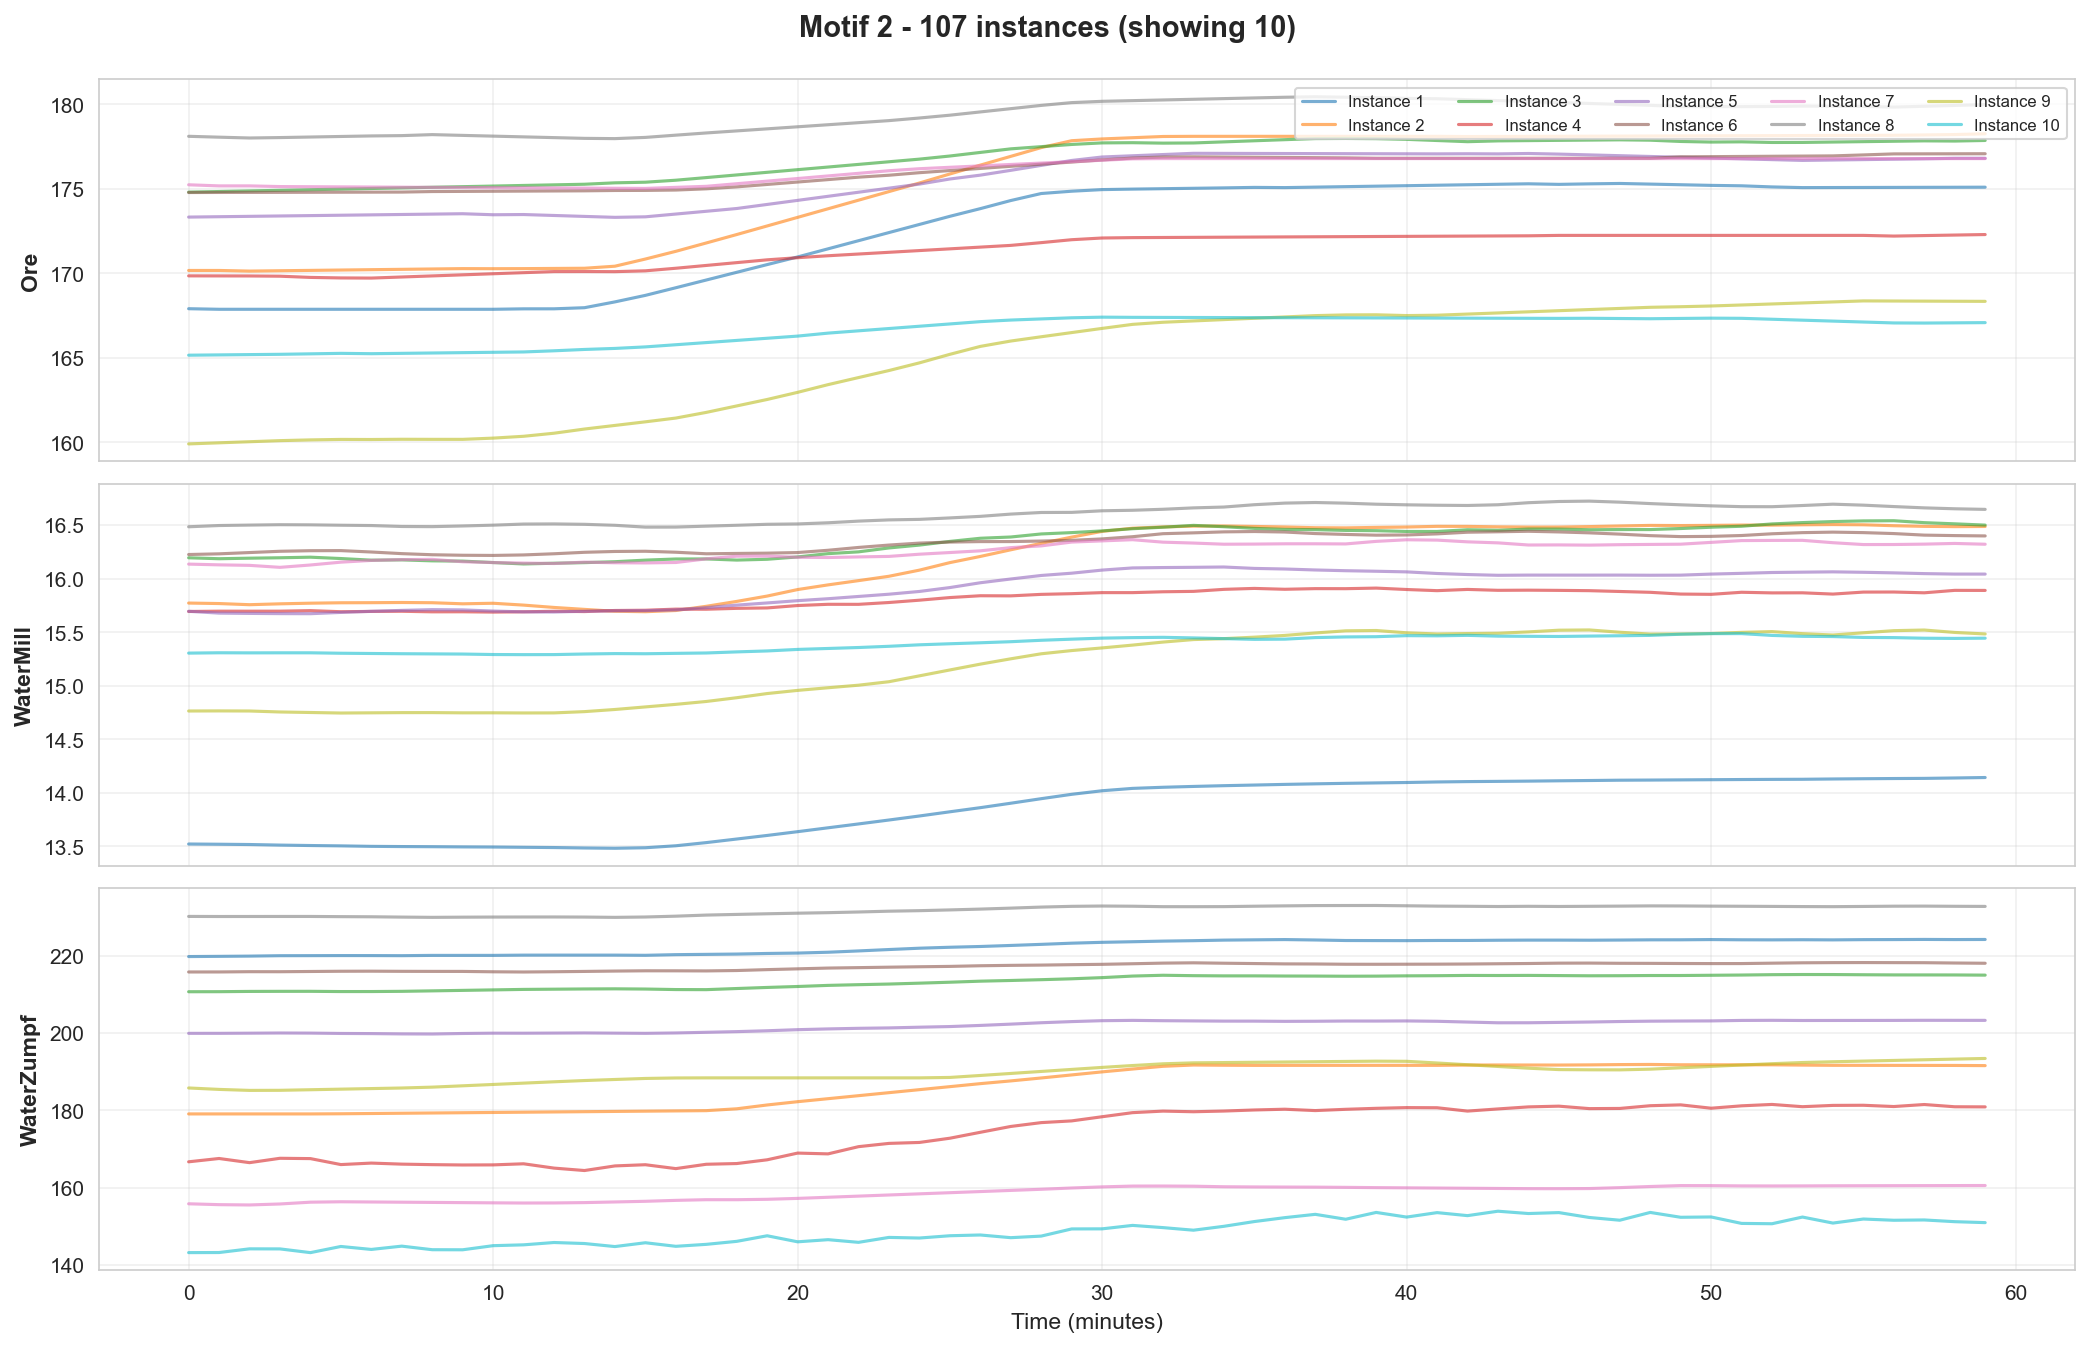 Motif 2 - 107 instances (showing 10)
Instance 1 Instance 3 Instance 5 Instance 7 Instance 9
Instance 2 Instance 4 Instance 6 Instance 8 Instance 10
Ore
180
175
170
165
160
WaterMill
16.5
16.0
15.5
15.0
14.5
14.0
13.5
WaterZumpf
220
200
180
160
140
0 10 20 30 40 50 60
Time (minutes)